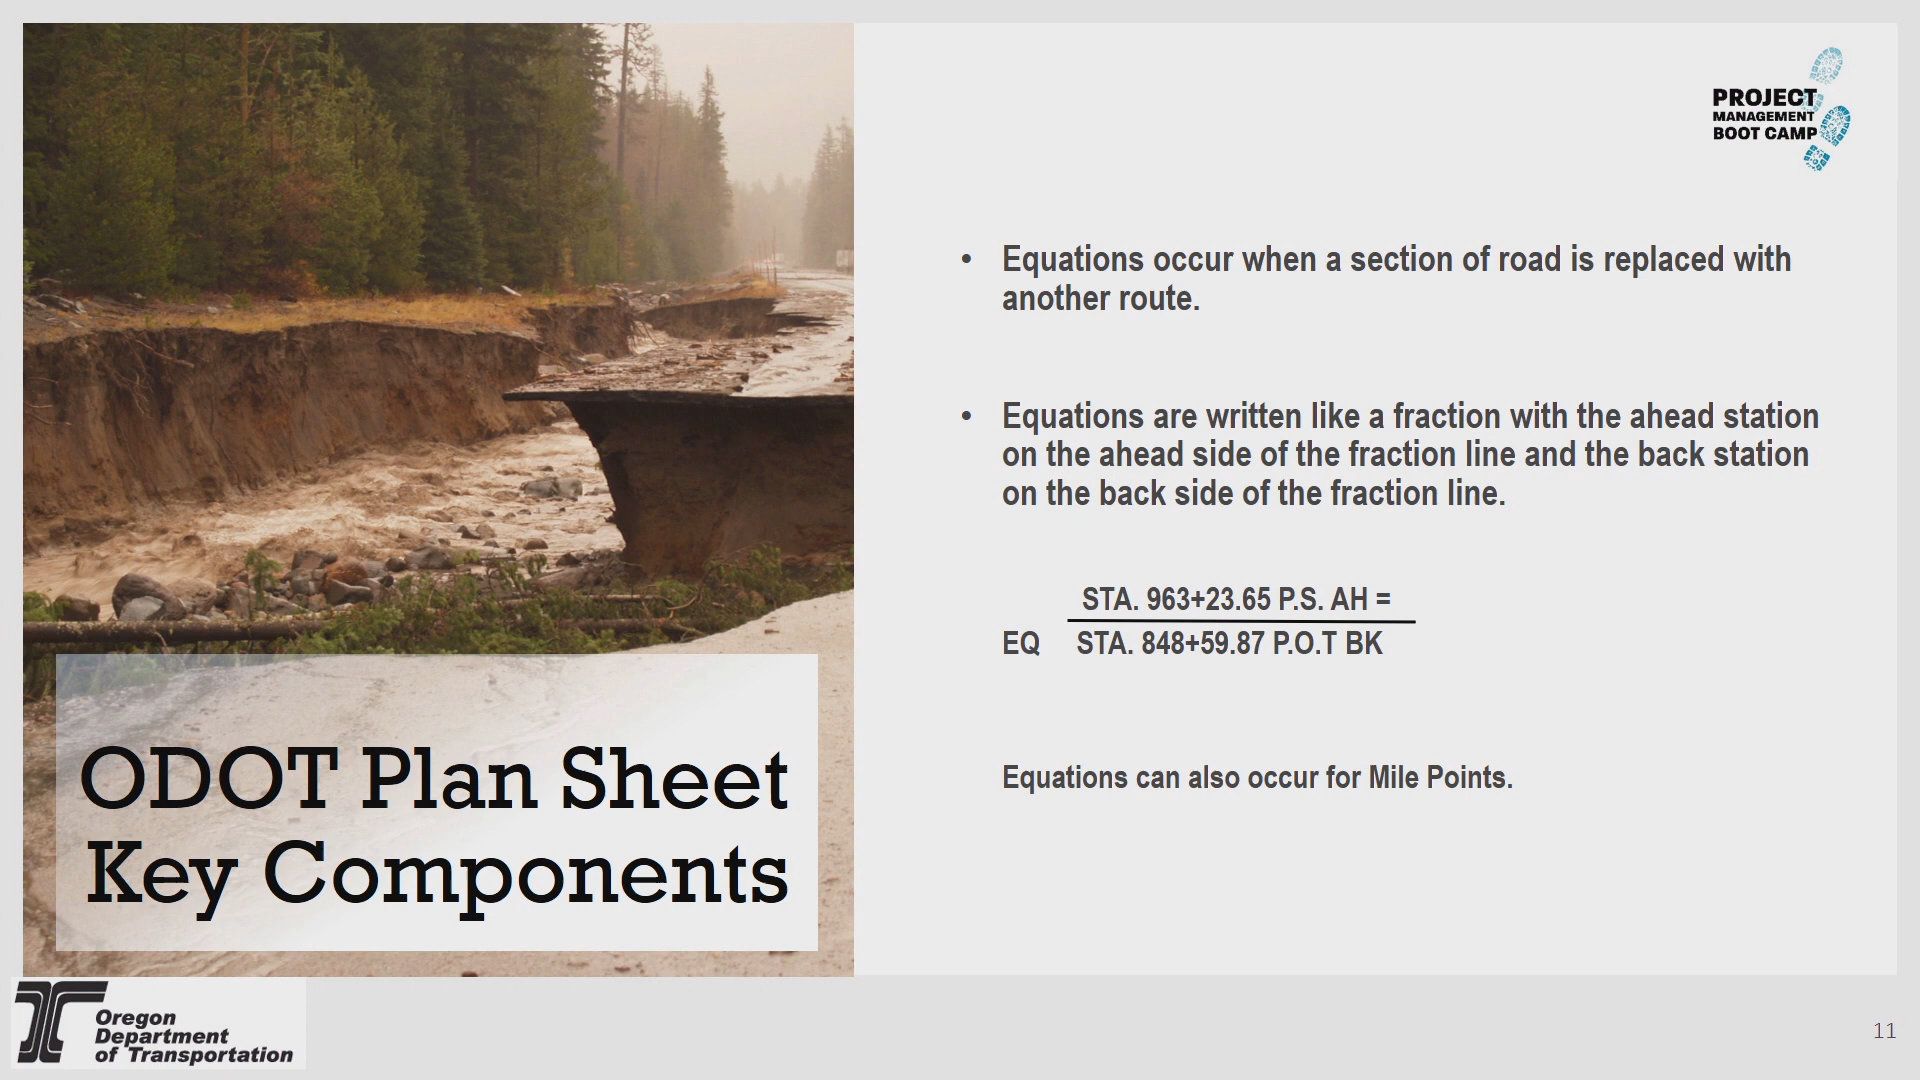 PROJECT
MANAGEMENT
BOOT CAMP
• Equations occur when a section of road is replaced with
another route.
• Equations are written like a fraction with the ahead station
on the ahead side of the fraction line and the back station
on the back side of the fraction line.
STA. 963+23.65 P.S. AH =
EQ STA. 848+59.87 P.O.T BK
Equations can also occur for Mile Points.
ODOT Plan Sheet
Key Components
Oregon
Department
of Transportation
11